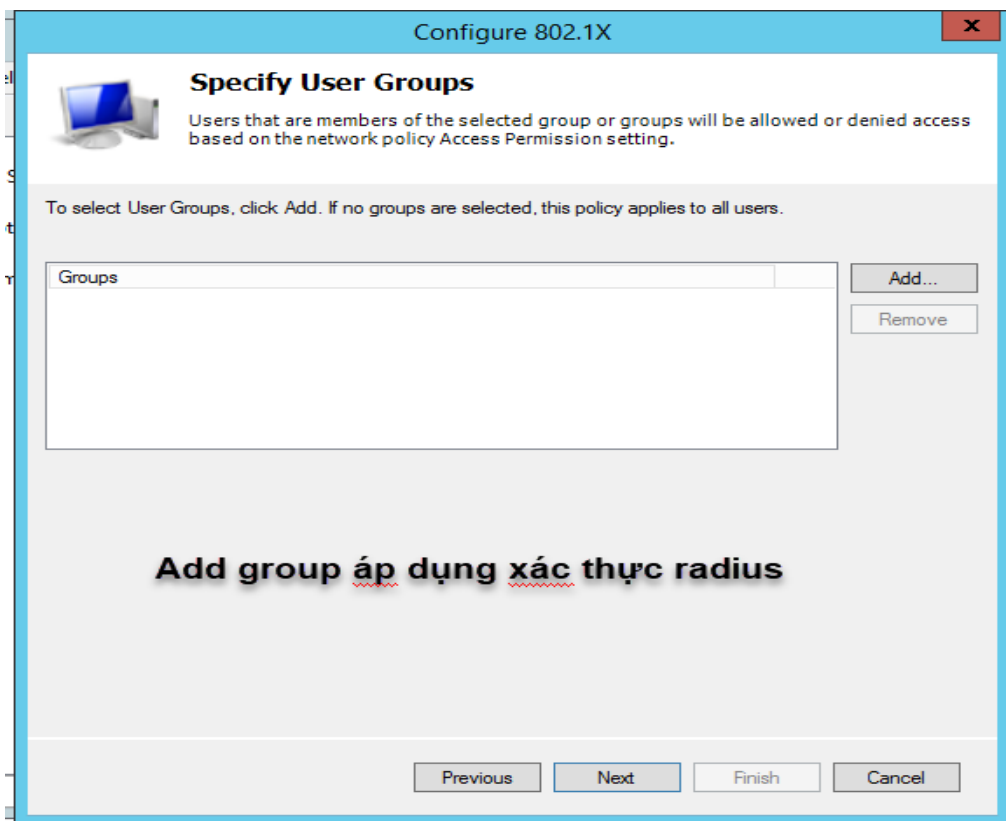 Configure 802.1X
x
Specify User Groups
Users that are members of the selected group or groups will be allowed or denied access
based on the network policy Access Permission setting.
To select User Groups, click Add. If no groups are selected, this policy applies to all users.
Groups
Add...
Remove
Add group áp dụng xác thực radius
Previous
Next
Finish
Cancel